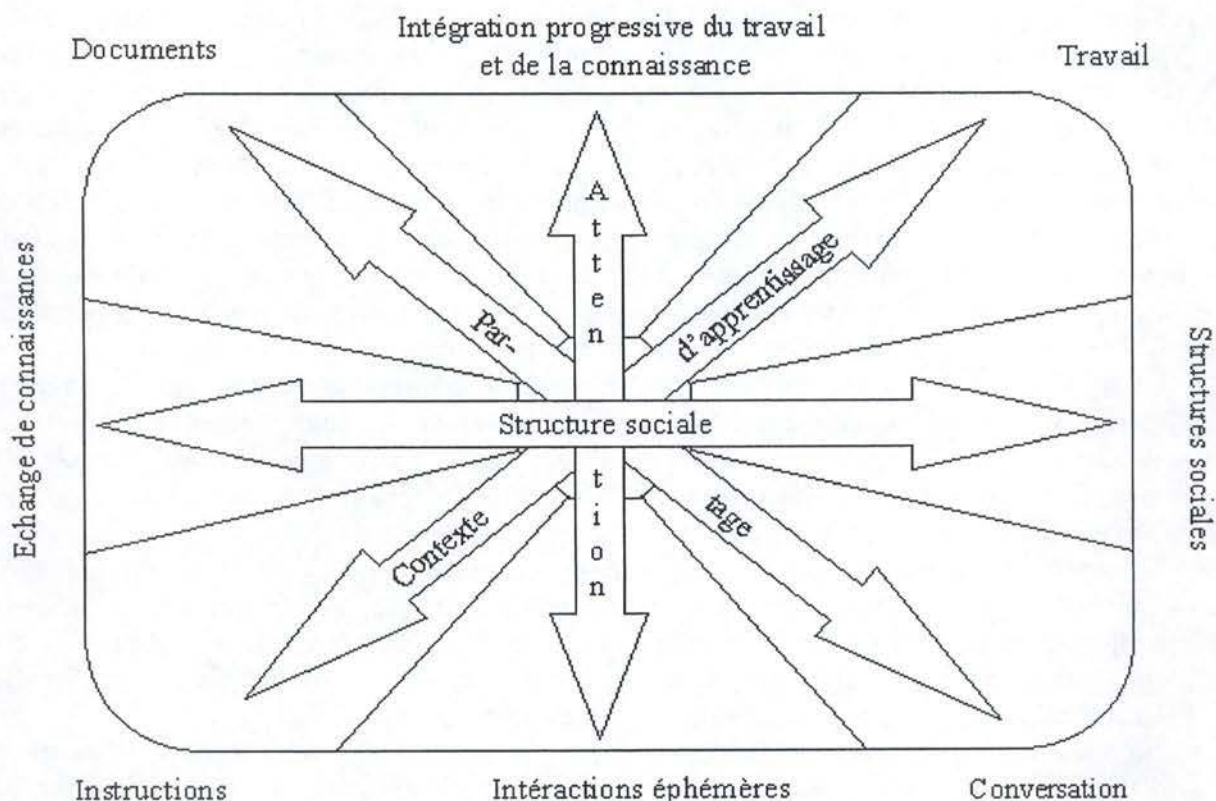 Documents
Intégration progressive du travail
et de la connaissance
Travail
Echange de connaissances
Attention
Par-
d'apprentissage
Structure sociale
Structures sociales
Contexte
tage
Instructions
Intéractions éphémères
Conversation